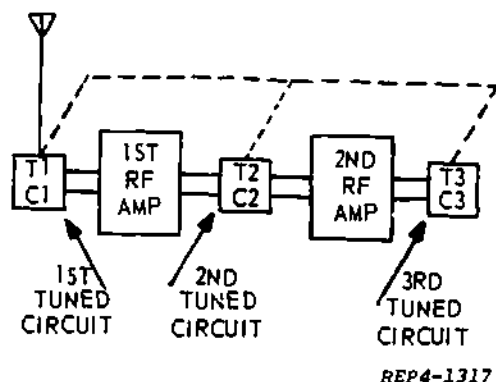 T1
C1
1ST
RF
AMP
T2
C2
2ND
RF
AMP
T3
C3
1ST
TUNED
CIRCUIT
2ND
TUNED
CIRCUIT
3RD
TUNED
CIRCUIT
REP4-1317